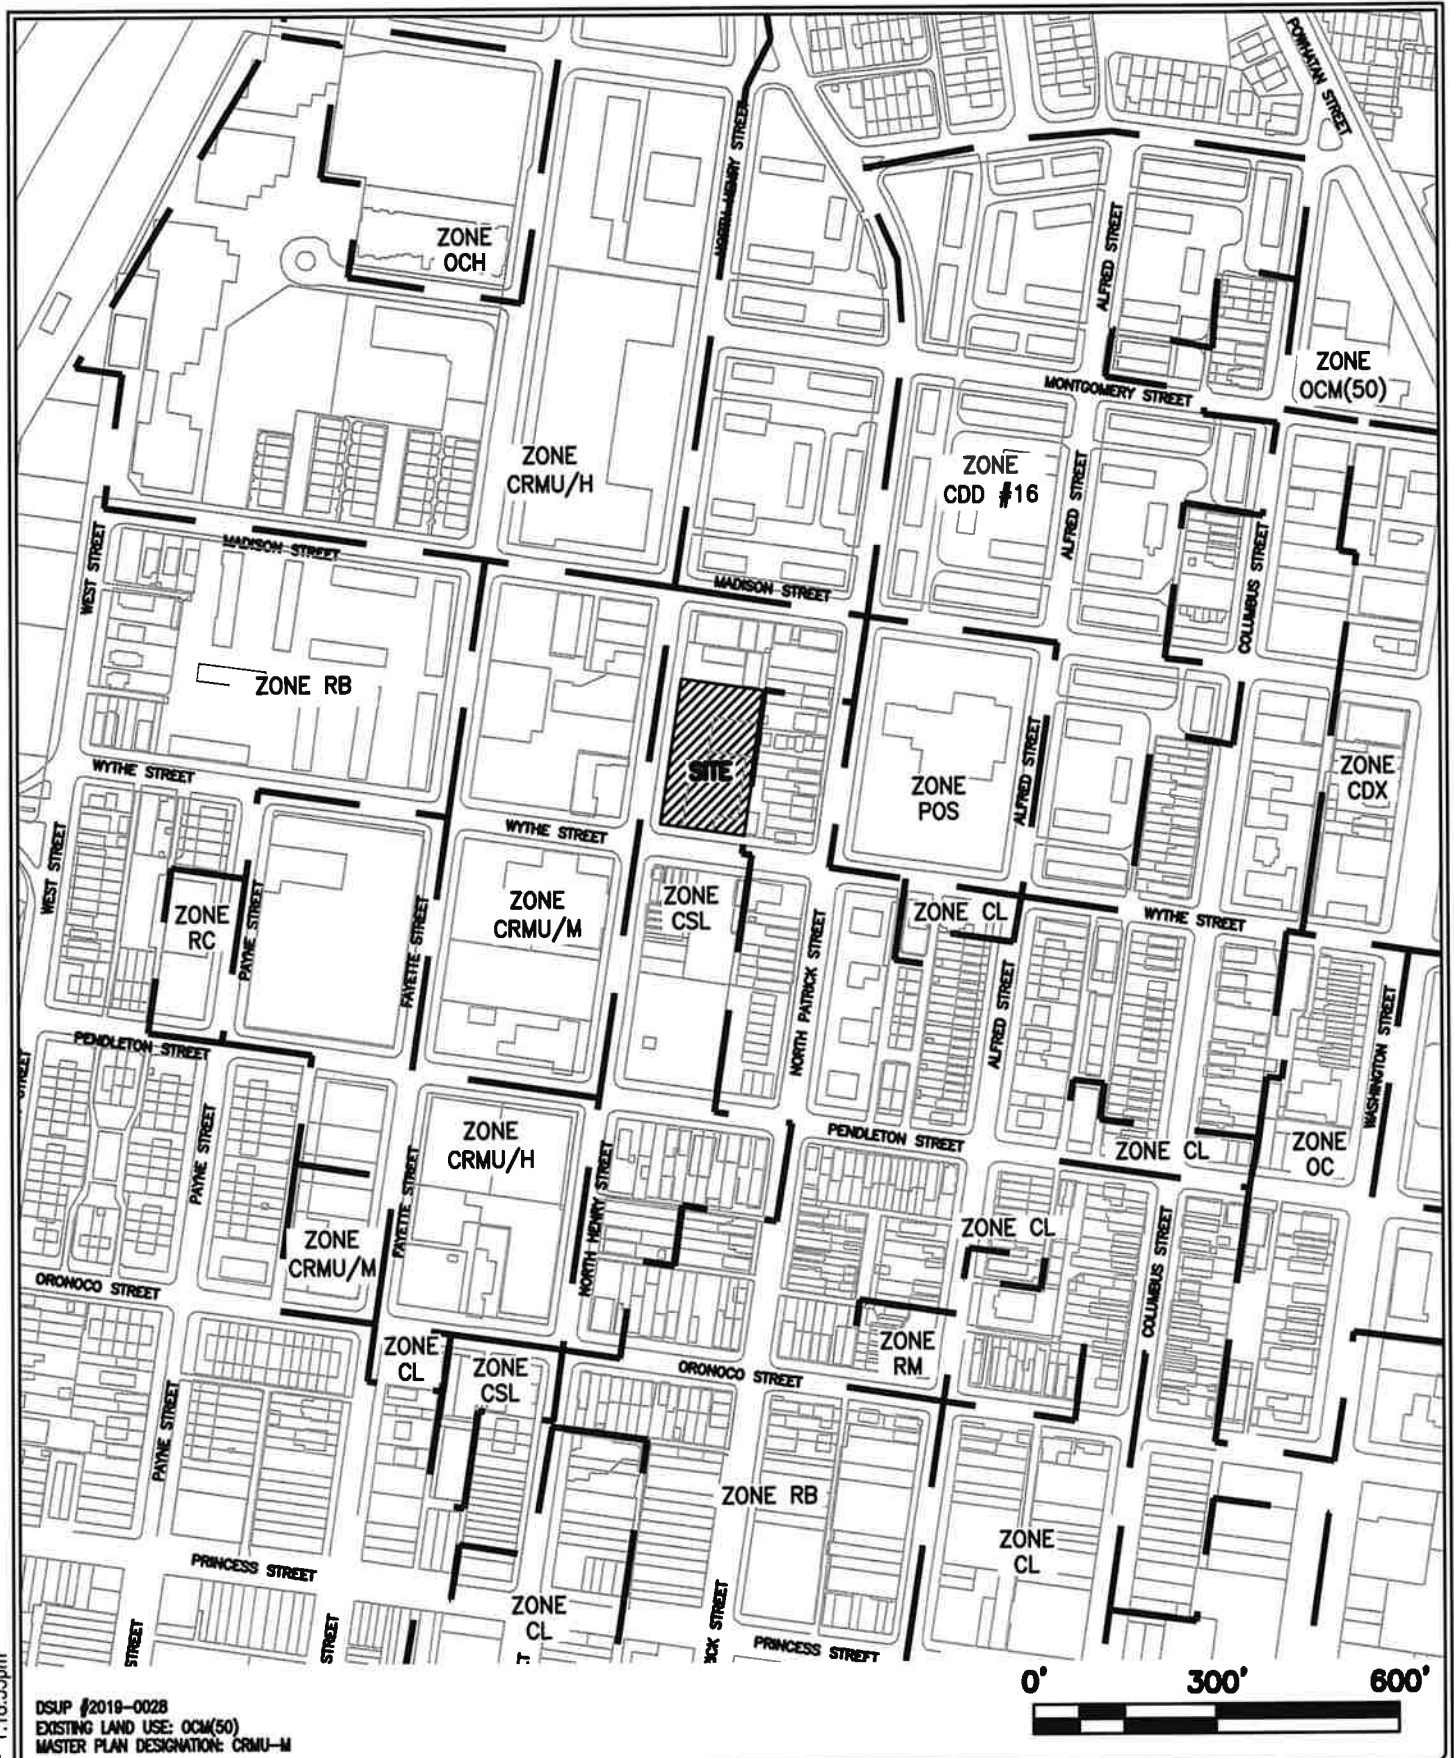 POWHATAN STREET
NORTH HENRY STREET
ZONE
OCH
ALFRED STREET
ZONE
OCM(50)
MONTGOMERY STREET
ZONE
CRMU/H
ZONE
CDD #16
ALFRED STREET
WEST STREET
MADISON STREET
MADISON STREET
COLUMBUS STREET
ZONE RB
SITE
ZONE
POS
ALFRED STREET
ZONE
CDX
WYTHE STREET
WYTHE STREET
WEST STREET
ZONE
RC
PAYNE STREET
FAYETTE STREET
ZONE
CRMU/M
ZONE
CSL
NORTH PATRICK STREET
ZONE CL
WYTHE STREET
ALFRED STREET
WASHINGTON STREET
PENDLETON STREET
STREET
PAYNE STREET
ZONE
CRMU/H
PENDLETON STREET
ZONE CL
ZONE
OC
FAYETTE STREET
NORTH HENRY STREET
ZONE
CRMU/M
ZONE CL
COLUMBUS STREET
ORONOCO STREET
ZONE
CL
ZONE
CSL
ORONOCO STREET
ZONE
RM
PAYNE STREET
ZONE RB
ZONE
CL
PRINCESS STREET
ZONE
CL
STREET
STREET
ET
ICK STREET
PRINCESS STREET
0' 300' 600'
DSUP #2019-0028
EXISTING LAND USE: OCM(50)
MASTER PLAN DESIGNATION: CRMU-M